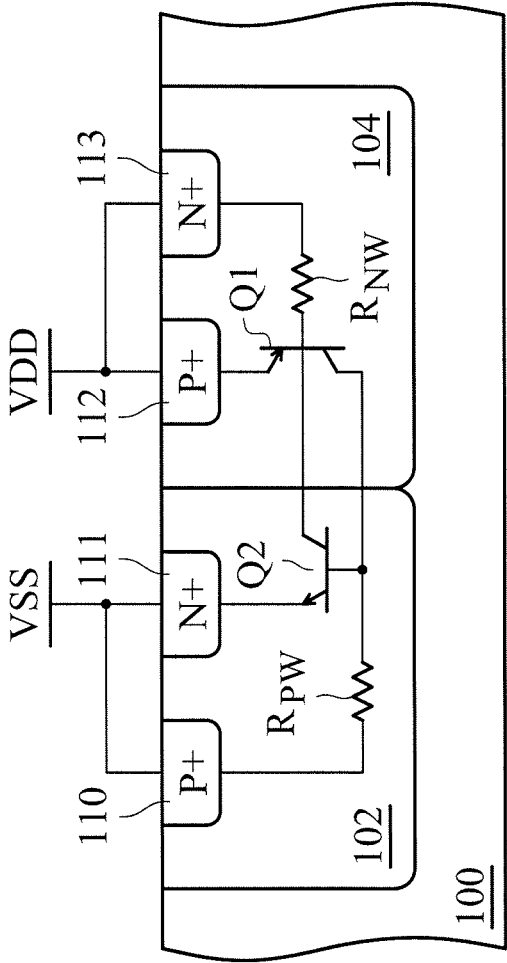 VSS
VDD
110
111
112
113
P+
N+
P+
N+
Q2
Q1
R_PW
R_NW
102
104
100